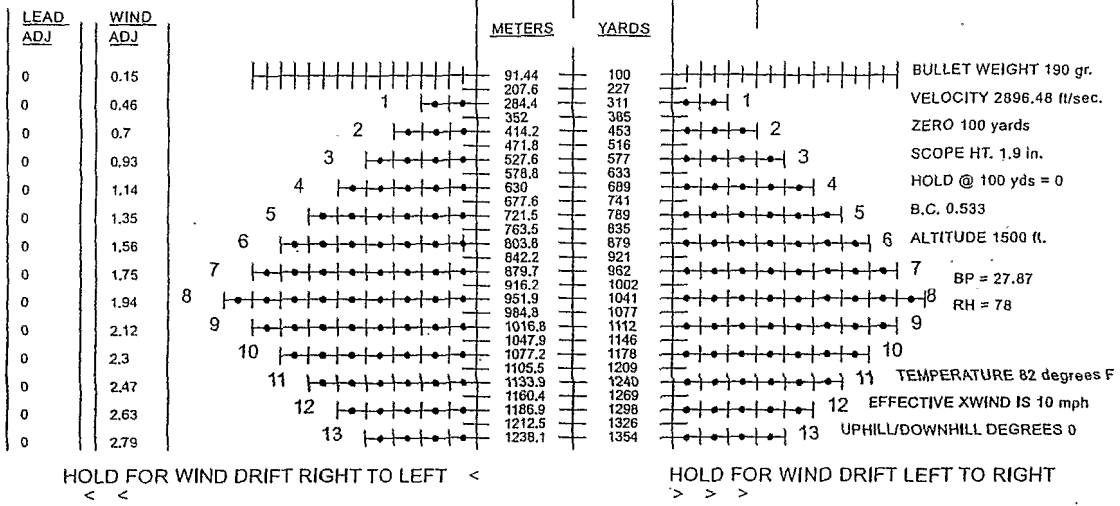 LEAD ADJ WIND ADJ METERS YARDS
0 0.15 91.44 100 BULLET WEIGHT 190 gr.
207.6 227
0 0.46 1 284.4 311 1 VELOCITY 2896.48 ft/sec.
352 385
0 0.7 2 414.2 453 2 ZERO 100 yards
471.8 516
0 0.93 3 527.6 577 3 SCOPE HT. 1.9 in.
578.8 633
0 1.14 4 630 689 4 HOLD @ 100 yds = 0
677.6 741
0 1.35 5 721.5 789 5 B.C. 0.533
763.5 835
0 1.56 6 803.8 879 6 ALTITUDE 1500 ft.
842.2 921
0 1.75 7 879.7 962 7 BP = 27.87
916.2 1002
0 1.94 8 951.9 1041 8 RH = 78
984.8 1077
0 2.12 9 1016.8 1112 9
1047.9 1146
0 2.3 10 1077.2 1178 10
1105.5 1209
0 2.47 11 1133.9 1240 11 TEMPERATURE 82 degrees F
1160.4 1269
0 2.63 12 1186.9 1298 12 EFFECTIVE XWIND IS 10 mph
1212.5 1326
0 2.79 13 1238.1 1354 13 UPHILL/DOWNHILL DEGREES 0
HOLD FOR WIND DRIFT RIGHT TO LEFT < HOLD FOR WIND DRIFT LEFT TO RIGHT
< < > > >